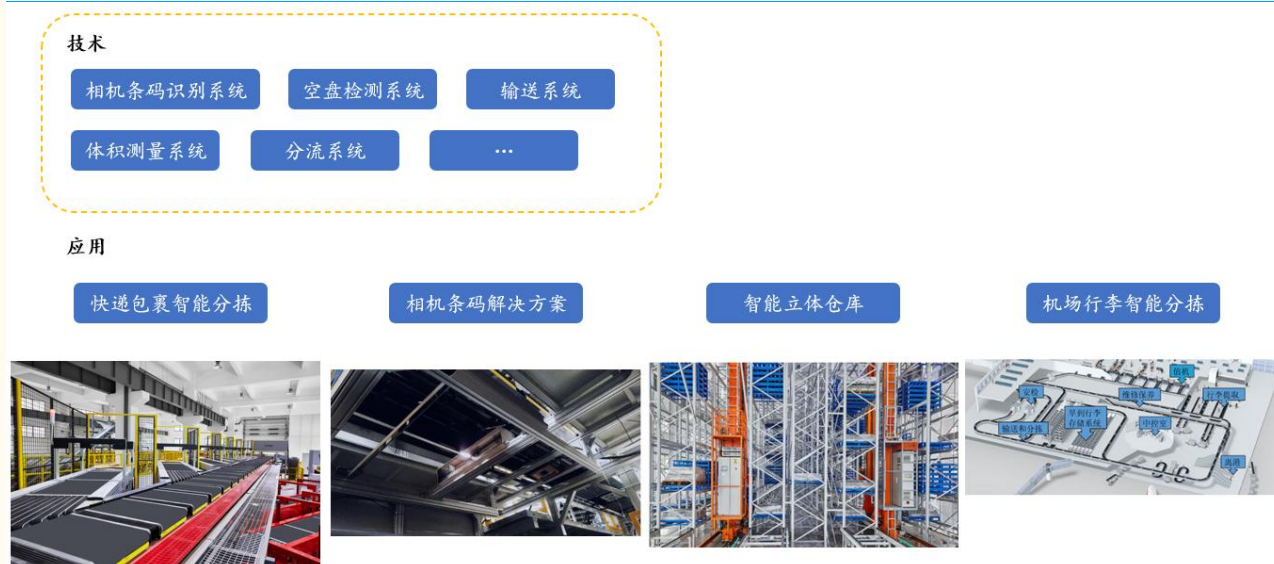 技术
相机条码识别系统
空盘检测系统
输送系统
体积测量系统
分流系统
…
应用
快递包裹智能分拣
相机条码解决方案
智能立体仓库
机场行李智能分拣
值机
安检
维修保养
行李提取
早到行李
存储系统
输送和分拣
中控室
离港